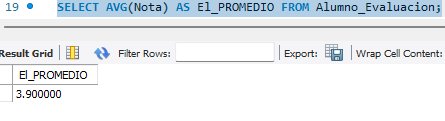 19 SELECT AVG(Nota) AS El_PROMEDIO FROM Alumno_Evaluacion;
Result Grid Filter Rows: Export: Wrap Cell Content:
El_PROMEDIO
3.900000